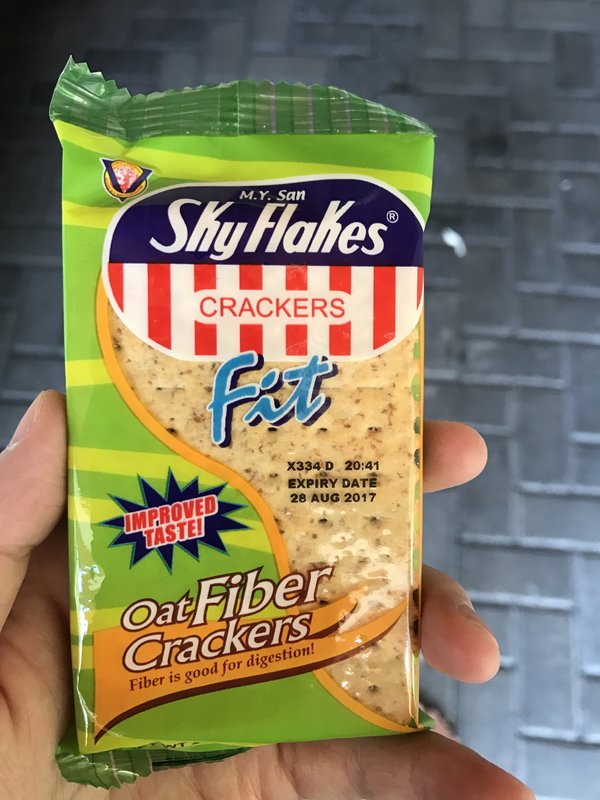 M.Y. San
SkyFlakes®
CRACKERS
Fit
X334 D 20:41
EXPIRY DATE
28 AUG 2017
IMPROVED
TASTE!
Oat Fiber
Crackers
Fiber is good for digestion!